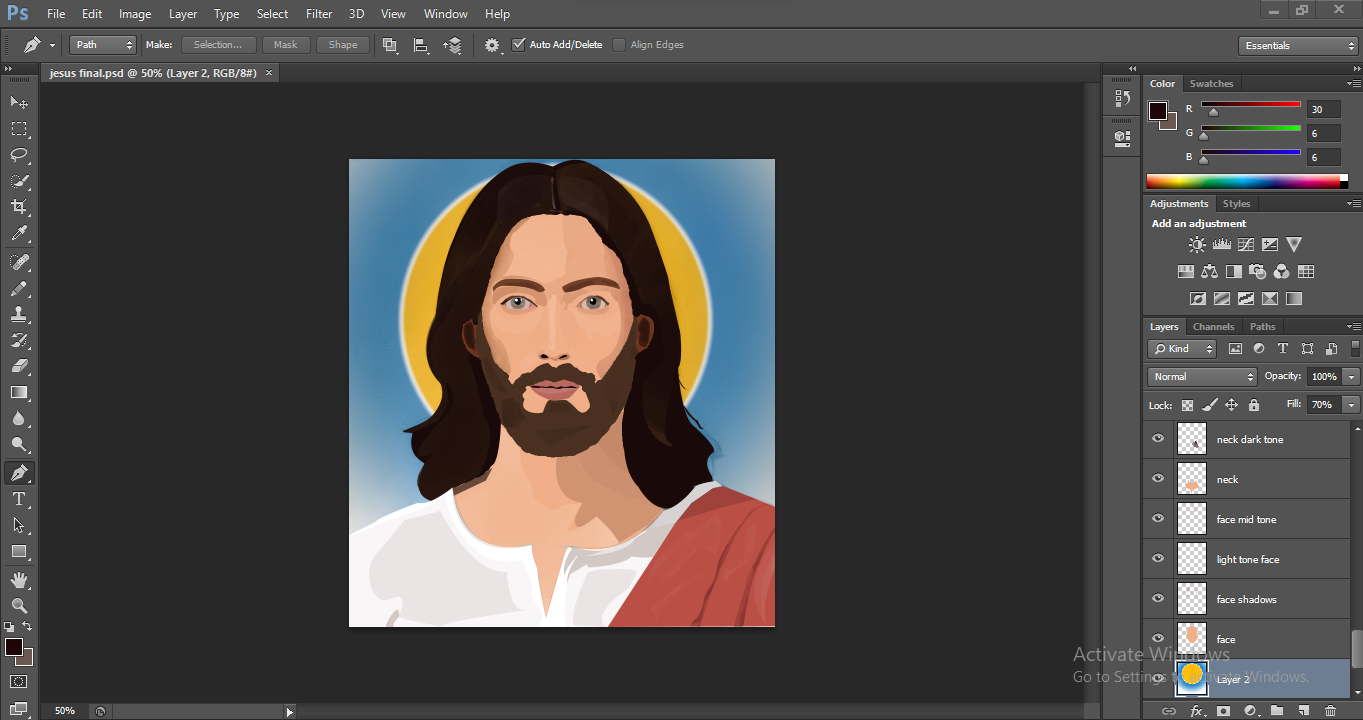 Ps File Edit Image Layer Type Select Filter 3D View Window Help
Path Make: Selection... Mask Shape Auto Add/Delete Align Edges Essentials
jesus final.psd @ 50% (Layer 2, RGB/8#) ×
Color Swatches
R 30
G 6
B 6
Adjustments Styles
Add an adjustment
Layers Channels Paths
Kind
Normal Opacity: 100%
Lock: Fill: 70%
neck dark tone
neck
face mid tone
light tone face
face shadows
face
Activate Windows
Go to Settings to Activate Windows.
Layer 2
50%
fx